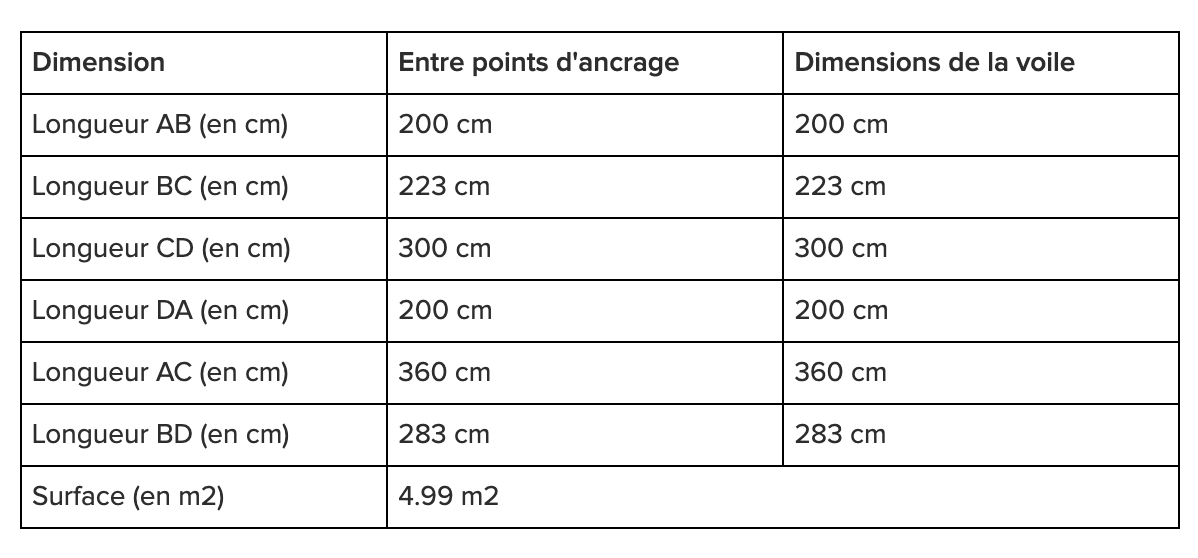 Dimension Entre points d'ancrage Dimensions de la voile
Longueur AB (en cm) 200 cm 200 cm
Longueur BC (en cm) 223 cm 223 cm
Longueur CD (en cm) 300 cm 300 cm
Longueur DA (en cm) 200 cm 200 cm
Longueur AC (en cm) 360 cm 360 cm
Longueur BD (en cm) 283 cm 283 cm
Surface (en m2) 4.99 m2